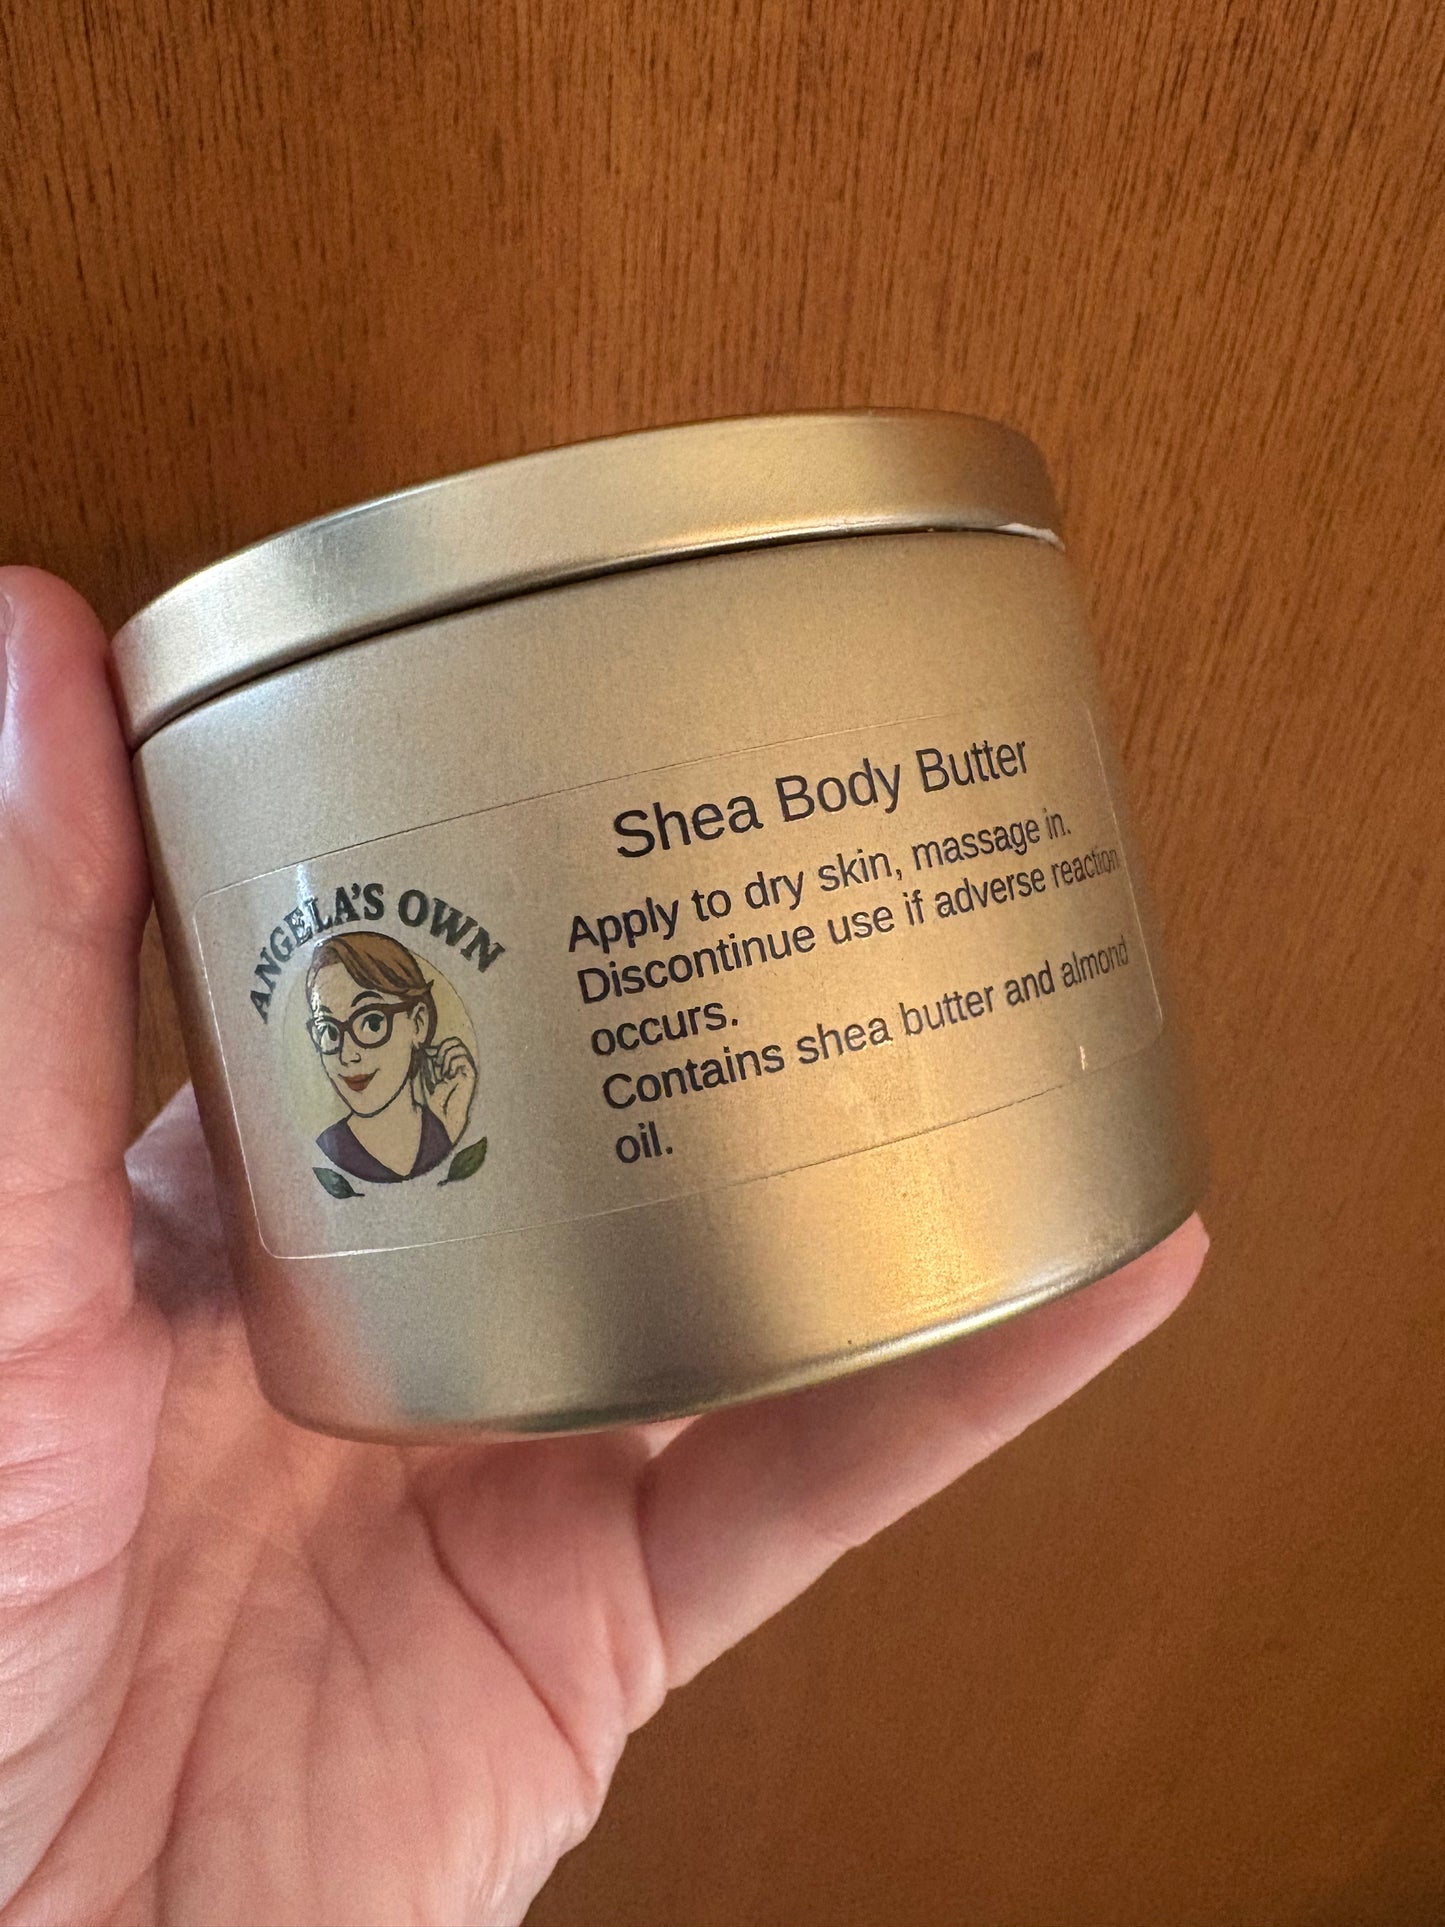 ANGELA'S OWN
Shea Body Butter
Apply to dry skin, massage in.
Discontinue use if adverse reaction
occurs.
Contains shea butter and almond
oil.